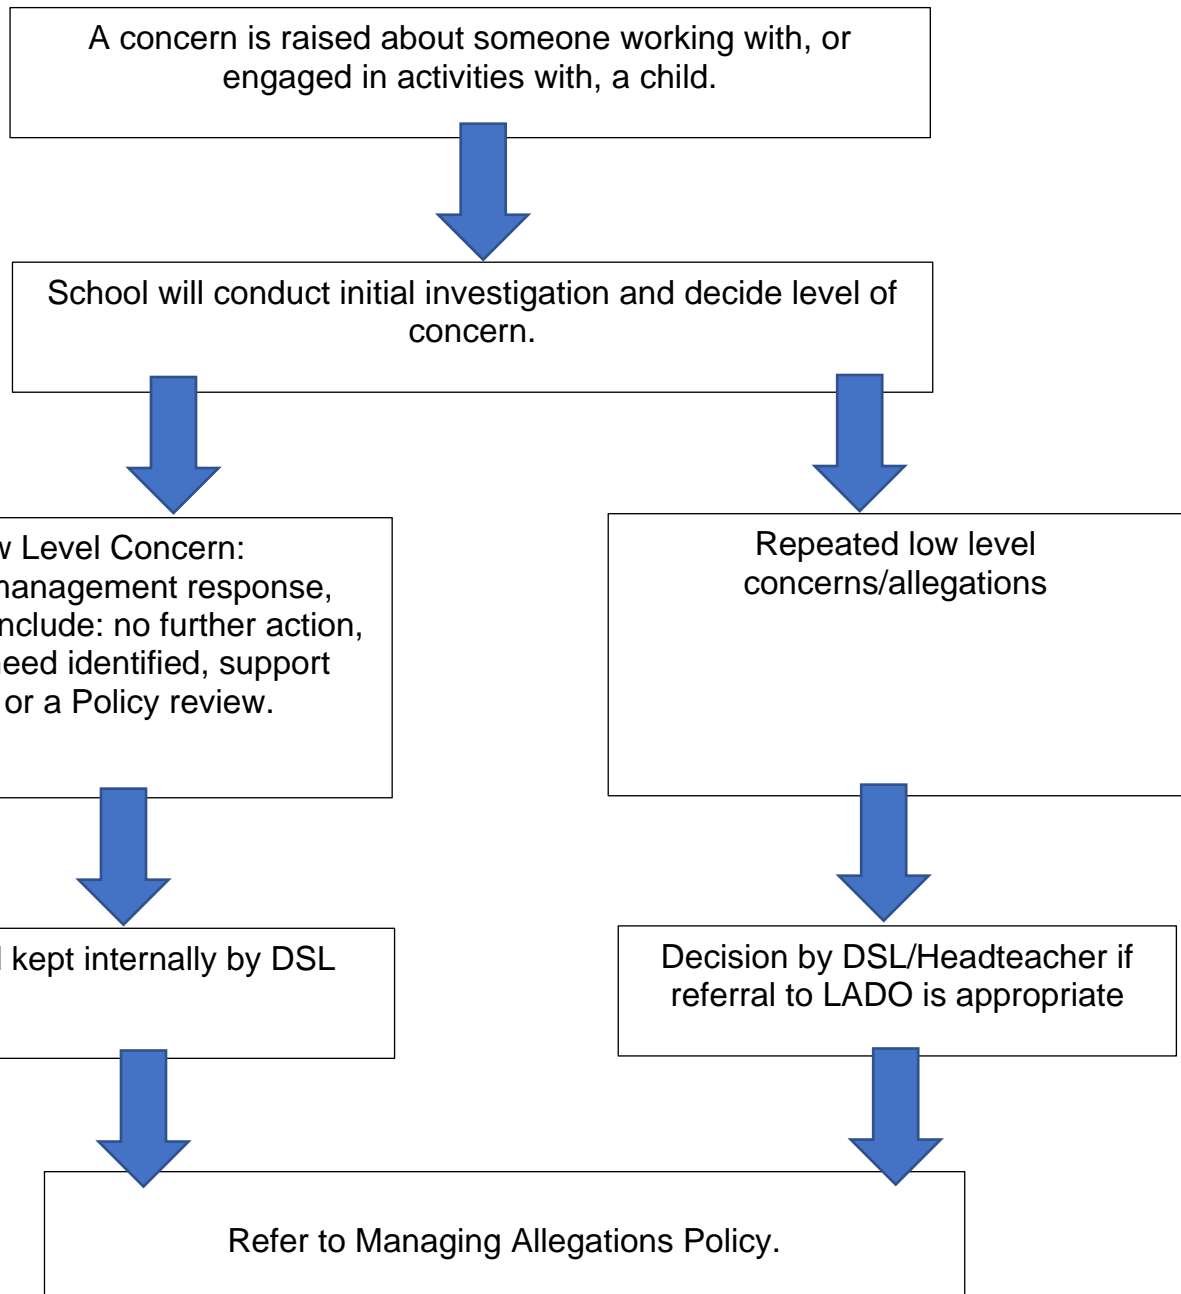 A concern is raised about someone working with, or
engaged in activities with, a child.
School will conduct initial investigation and decide level of
concern.
Level Concern:
management response,
include: no further action,
need identified, support
or a Policy review.
Repeated low level
concerns/allegations
kept internally by DSL
Decision by DSL/Headteacher if
referral to LADO is appropriate
Refer to Managing Allegations Policy.